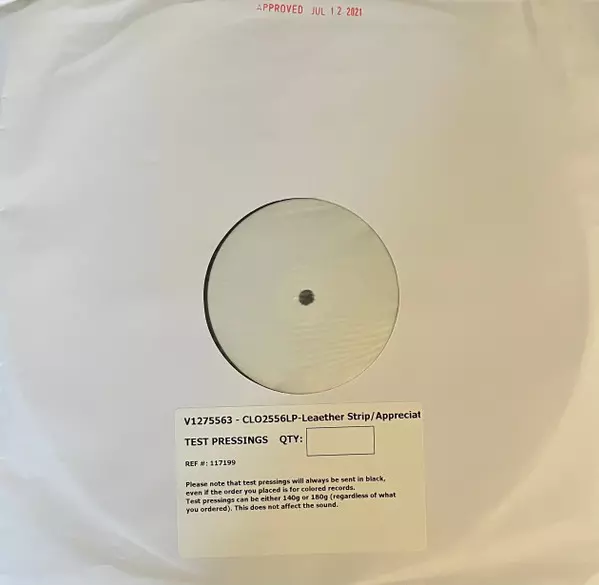 APPROVED JUL 12 2021
V1275563 - CLO2556LP-Leaether Strip/Appreciat
TEST PRESSINGS QTY:
REF #: 117199
Please note that test pressings will always be sent in black,
even if the order you placed is for colored records.
Test pressings can be either 140g or 180g (regardless of what
you ordered). This does not affect the sound.